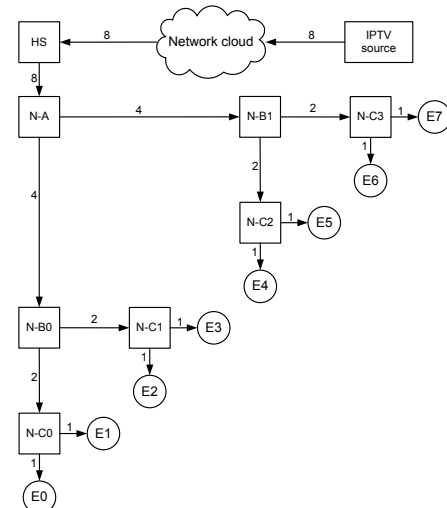 HS
8
Network cloud
8
IPTV
source
8
N-A
4
N-B1
2
N-C3
1
E7
1
E6
2
N-C2
1
E5
1
E4
4
N-B0
2
N-C1
1
E3
1
E2
2
N-C0
1
E1
1
E0